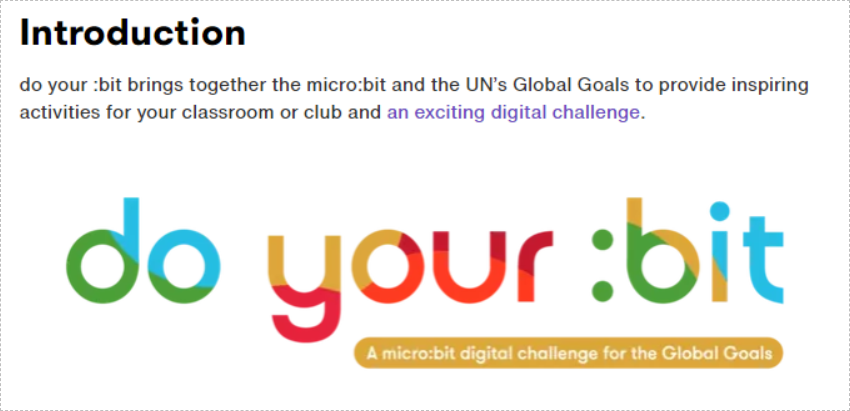 Introduction
do your :bit brings together the micro:bit and the UN’s Global Goals to provide inspiring
activities for your classroom or club and an exciting digital challenge.
do your :bit
A micro:bit digital challenge for the Global Goals